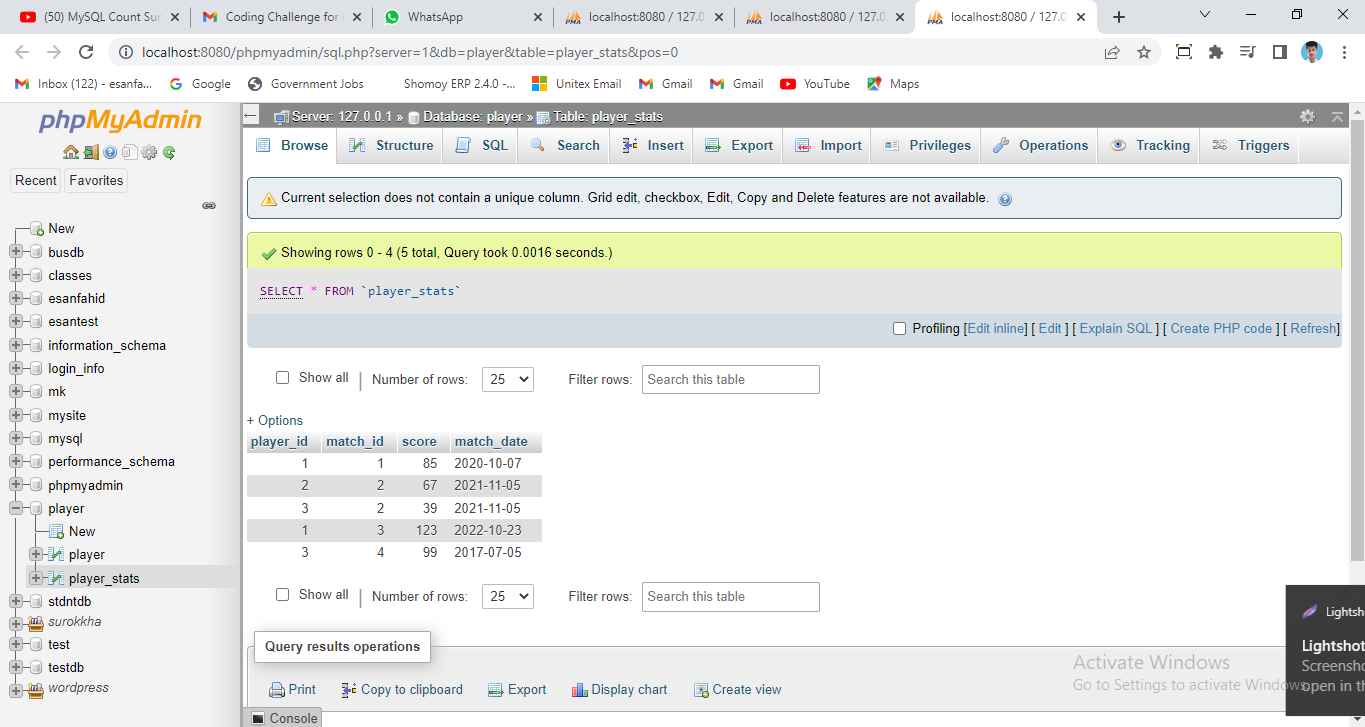 (50) MySQL Count Sum
Coding Challenge for
WhatsApp
localhost:8080 / 127.0
localhost:8080 / 127.0
localhost:8080 / 127.0
localhost:8080/phpmyadmin/sql.php?server=1&db=player&table=player_stats&pos=0
Inbox (122) - esanfa...
Google
Government Jobs
Shomoy ERP 2.4.0 -...
Unitex Email
Gmail
Gmail
YouTube
Maps
phpMyAdmin
Recent Favorites
New
busdb
classes
esanfahid
esantest
information_schema
login_info
mk
mysite
mysql
performance_schema
phpmyadmin
player
New
player
player_stats
stdntdb
surokkha
test
testdb
wordpress
Server: 127.0.0.1 » Database: player » Table: player_stats
Browse Structure SQL Search Insert Export Import Privileges Operations Tracking Triggers
Current selection does not contain a unique column. Grid edit, checkbox, Edit, Copy and Delete features are not available.
Showing rows 0 - 4 (5 total, Query took 0.0016 seconds.)
SELECT * FROM `player_stats`
Profiling [Edit inline] [ Edit ] [ Explain SQL ] [ Create PHP code ] [ Refresh]
Show all | Number of rows: 25 Filter rows: Search this table
+ Options
player_id match_id score match_date
1 1 85 2020-10-07
2 2 67 2021-11-05
3 2 39 2021-11-05
1 3 123 2022-10-23
3 4 99 2017-07-05
Show all | Number of rows: 25 Filter rows: Search this table
Query results operations
Print Copy to clipboard Export Display chart Create view
Console
Activate Windows
Go to Settings to activate Windows
Lightsh
Lightshot
Screensho
open in th